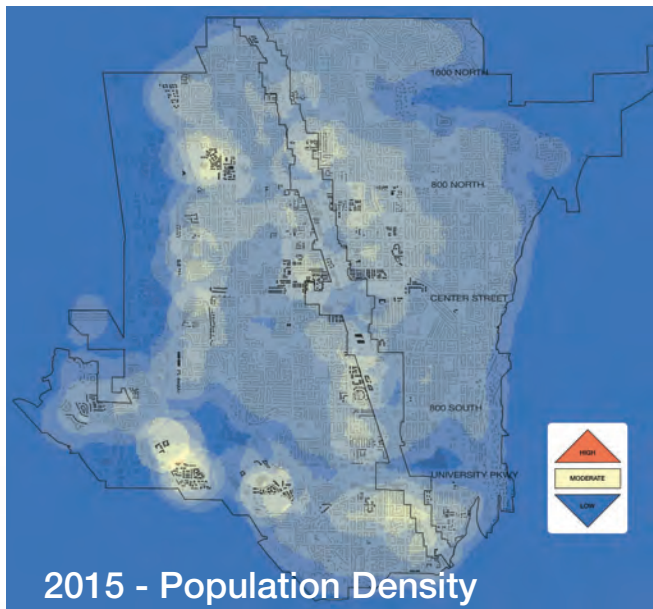 1600 NORTH
800 NORTH
CENTER STREET
800 SOUTH
UNIVERSITY PKWY
HIGH
MODERATE
LOW
2015 - Population Density